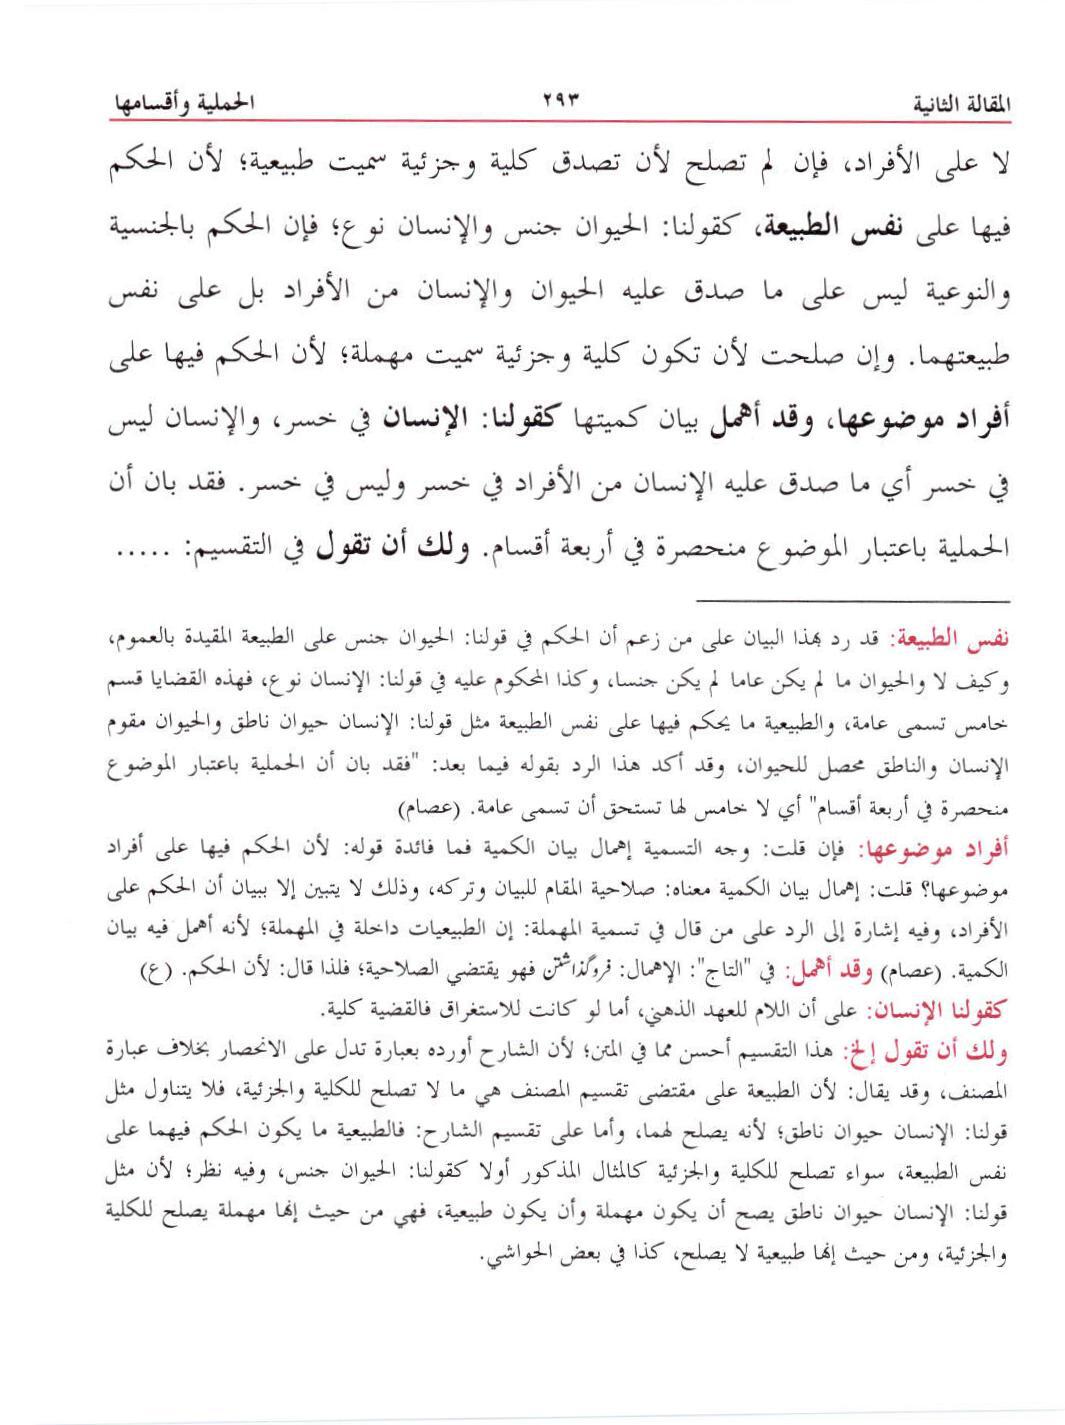 المقالة الثانية ٢٩٣ الحملية وأقسامها
لا على الأفراد، فإن لم تصلح لأن تصدق كلية وجزئية سميت طبيعية؛ لأن الحكم
فيها على نفس الطبيعة، كقولنا: الحيوان جنس والإنسان نوع؛ فإن الحكم بالجنسية
والنوعية ليس على ما صدق عليه الحيوان والإنسان من الأفراد بل على نفس
طبيعتهما. وإن صلحت لأن تكون كلية وجزئية سميت مهملة؛ لأن الحكم فيها على
أفراد موضوعها، وقد أهمل بيان كميتها كقولنا: الإنسان في خسر، والإنسان ليس
في خسر أي ما صدق عليه الإنسان من الأفراد في خسر وليس في خسر. فقد بان أن
الحملية باعتبار الموضوع منحصرة في أربعة أقسام. ولك أن تقول في التقسيم: .....
نفس الطبيعة: قد رد بهذا البيان على من زعم أن الحكم في قولنا: الحيوان جنس على الطبيعة المقيدة بالعموم،
وكيف لا والحيوان ما لم يكن عاما لم يكن جنسا، وكذا المحكوم عليه في قولنا: الإنسان نوع، فهذه القضايا قسم
خامس تسمى عامة، والطبيعية ما يحكم فيها على نفس الطبيعة مثل قولنا: الإنسان حيوان ناطق والحيوان مقوم
الإنسان والناطق محصل للحيوان، وقد أكد هذا الرد بقوله فيما بعد: "فقد بان أن الحملية باعتبار الموضوع
منحصرة في أربعة أقسام" أي لا خامس لها تستحق أن تسمى عامة. (عصام)
أفراد موضوعها: فإن قلت: وجه التسمية إهمال بيان الكمية فما فائدة قوله: لأن الحكم فيها على أفراد
موضوعها؟ قلت: إهمال بيان الكمية معناه: صلاحية المقام للبيان وتركه، وذلك لا يتبين إلا ببيان أن الحكم على
الأفراد، وفيه إشارة إلى الرد على من قال في تسمية المهملة: إن الطبيعيات داخلة في المهملة؛ لأنه أهمل فيه بيان
الكمية. (عصام) وقد أهمل: في "التاج": الإهمال: فروگذاشتن فهو يقتضي الصلاحية؛ فلذا قال: لأن الحكم. (ع)
كقولنا الإنسان: على أن اللام للعهد الذهني، أما لو كانت للاستغراق فالقضية كلية.
ولك أن تقول إلخ: هذا التقسيم أحسن مما في المتن؛ لأن الشارح أورده بعبارة تدل على الانحصار بخلاف عبارة
المصنف، وقد يقال: لأن الطبيعة على مقتضى تقسيم المصنف هي ما لا تصلح للكلية والجزئية، فلا يتناول مثل
قولنا: الإنسان حيوان ناطق؛ لأنه يصلح لهما، وأما على تقسيم الشارح: فالطبيعية ما يكون الحكم فيهما على
نفس الطبيعة، سواء تصلح للكلية والجزئية كالمثال المذكور أولا كقولنا: الحيوان جنس، وفيه نظر؛ لأن مثل
قولنا: الإنسان حيوان ناطق يصح أن يكون مهملة وأن يكون طبيعية، فهي من حيث إنها مهملة يصلح للكلية
والجزئية، ومن حيث إنها طبيعية لا يصلح، كذا في بعض الحواشي.